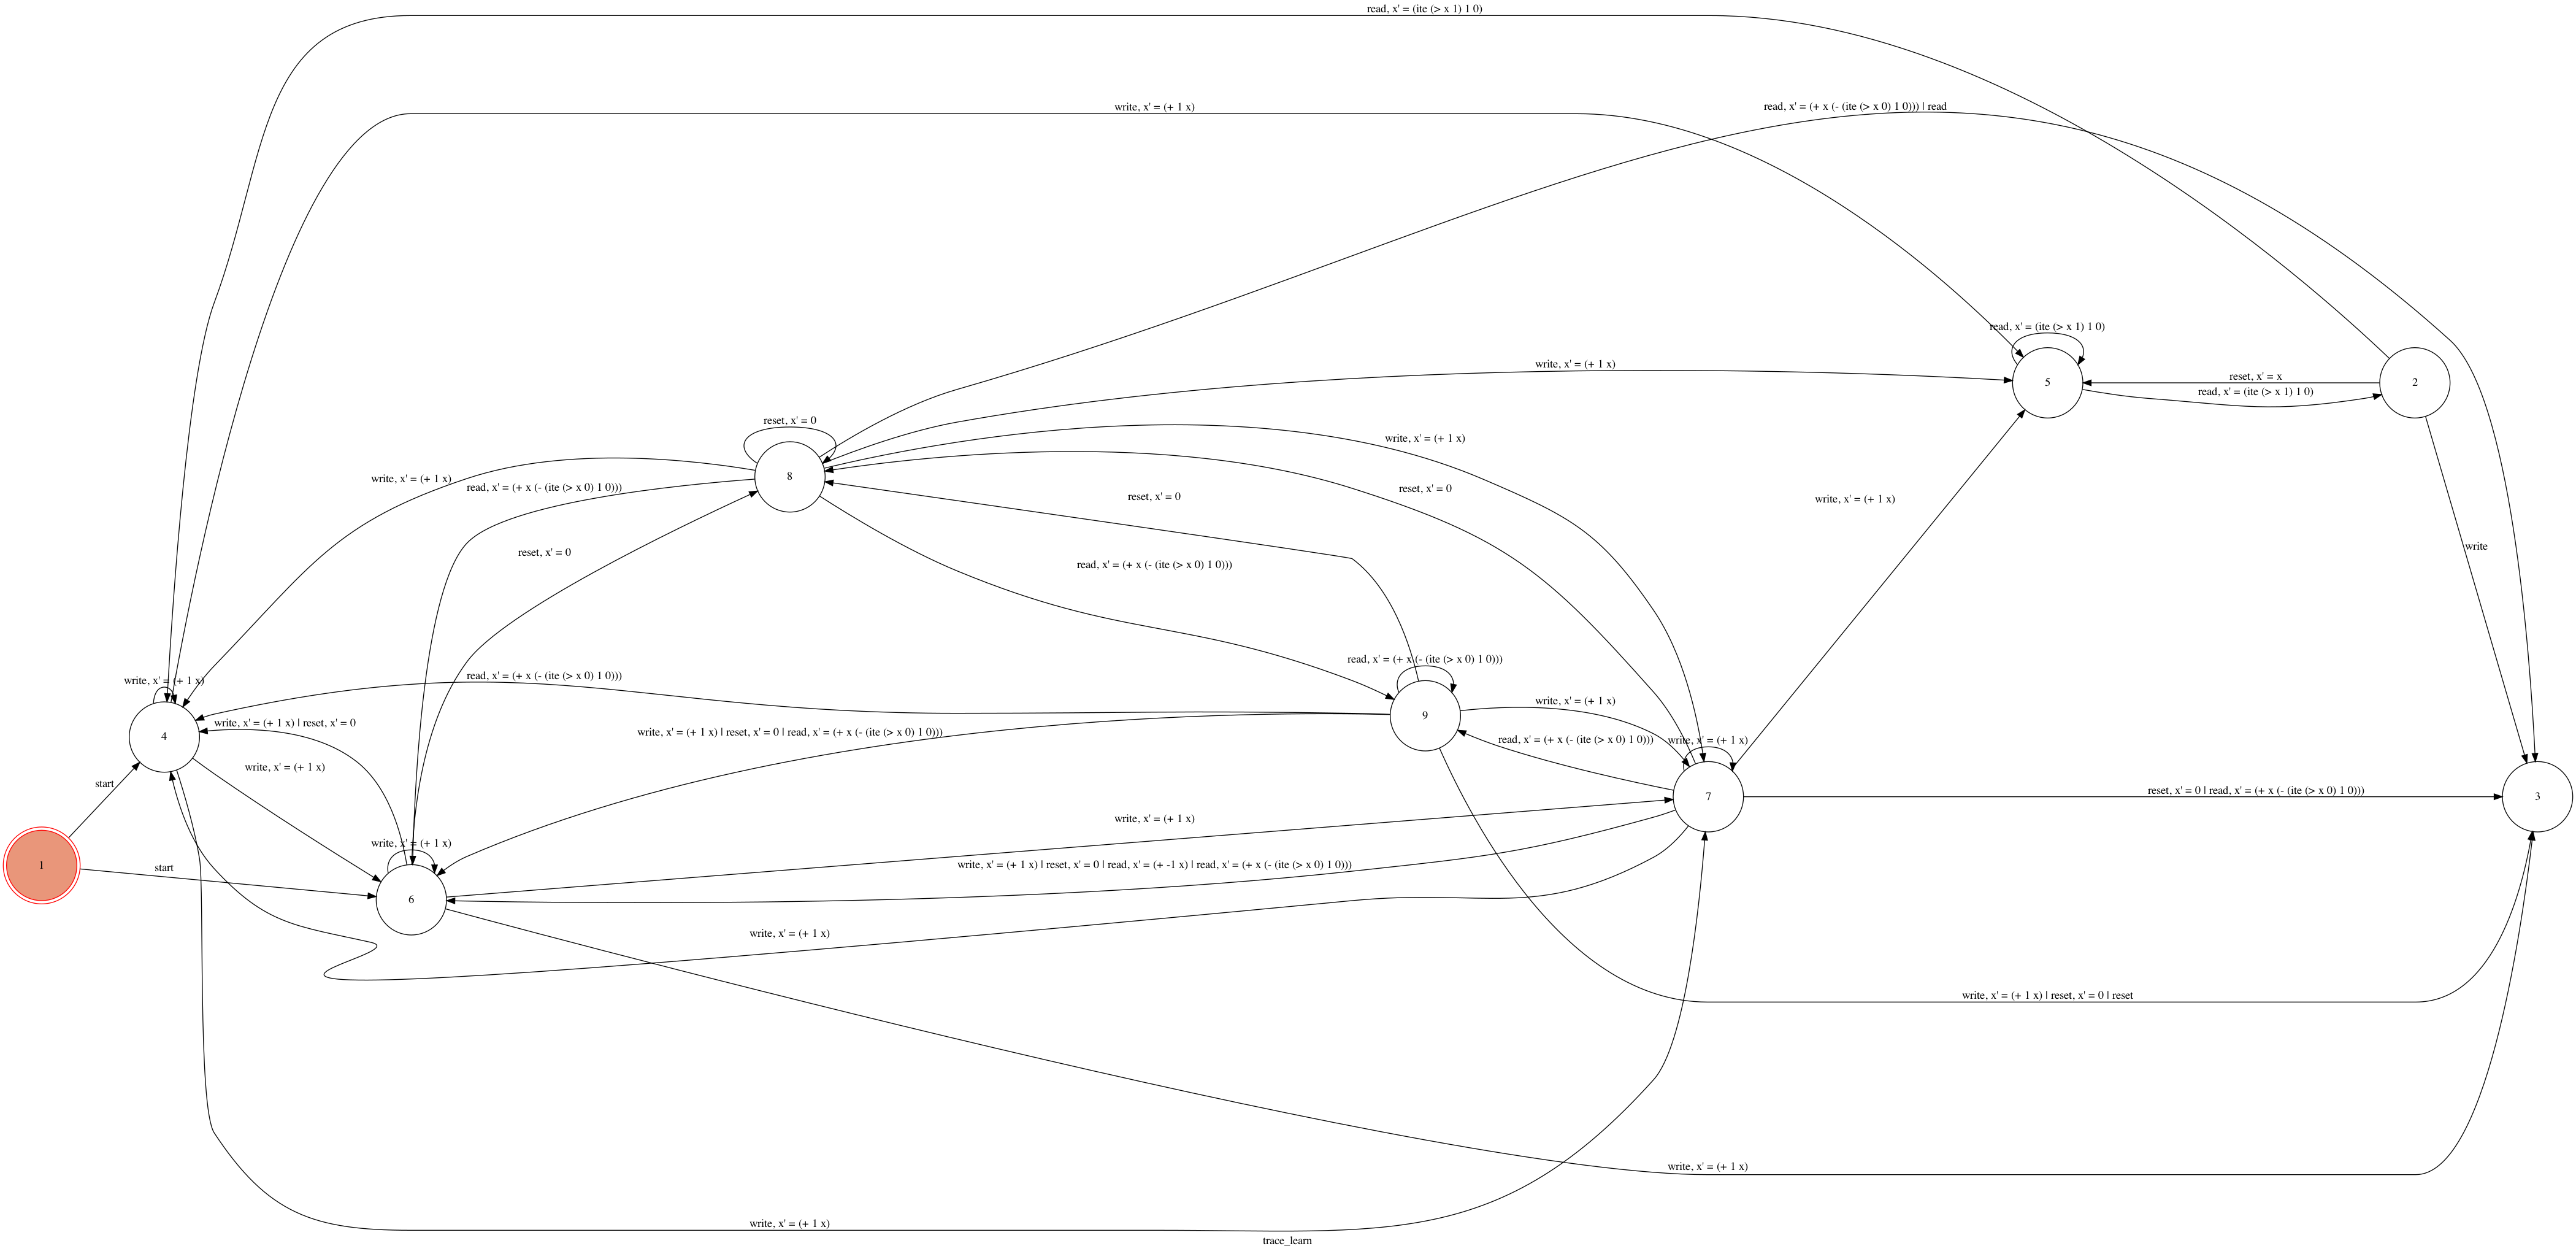 read, x' = (ite (> x 1) 1 0)
write, x' = (+ 1 x)
read, x' = (+ x (- (ite (> x 0) 1 0))) | read
read, x' = (ite (> x 1) 1 0)
write, x' = (+ 1 x)
reset, x' = x
5
2
read, x' = (ite (> x 1) 1 0)
reset, x' = 0
write, x' = (+ 1 x)
8
write, x' = (+ 1 x)
read, x' = (+ x (- (ite (> x 0) 1 0)))
reset, x' = 0
reset, x' = 0
write, x' = (+ 1 x)
reset, x' = 0
write
read, x' = (+ x (- (ite (> x 0) 1 0)))
read, x' = (+ x (- (ite (> x 0) 1 0)))
write, x' = (+ 1 x)
read, x' = (+ x (- (ite (> x 0) 1 0)))
write, x' = (+ 1 x)
9
write, x' = (+ 1 x) | reset, x' = 0
write, x' = (+ 1 x) | reset, x' = 0 | read, x' = (+ x (- (ite (> x 0) 1 0)))
4
read, x' = (+ x (- (ite (> x 0) 1 0)))
write, x' = (+ 1 x)
write, x' = (+ 1 x)
start
reset, x' = 0 | read, x' = (+ x (- (ite (> x 0) 1 0)))
7
3
write, x' = (+ 1 x)
write, x' = (+ 1 x)
1
start
write, x' = (+ 1 x) | reset, x' = 0 | read, x' = (+ -1 x) | read, x' = (+ x (- (ite (> x 0) 1 0)))
6
write, x' = (+ 1 x)
write, x' = (+ 1 x) | reset, x' = 0 | reset
write, x' = (+ 1 x)
write, x' = (+ 1 x)
trace_learn